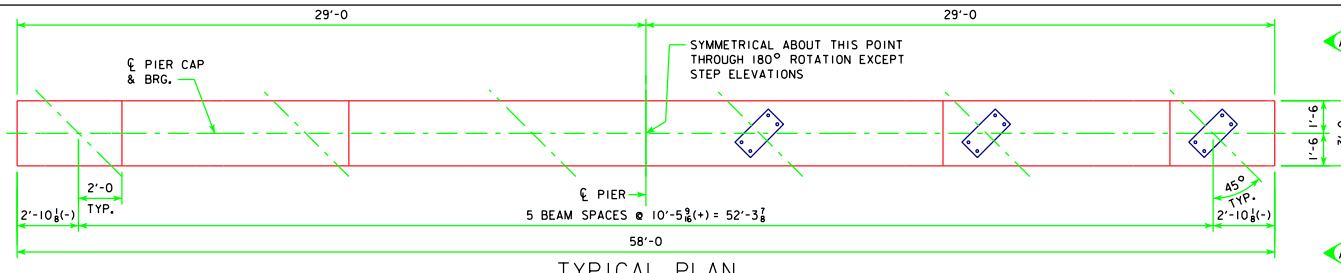 29'-0
29'-0
℄ PIER CAP
& BRG.
SYMMETRICAL ABOUT THIS POINT
THROUGH 180° ROTATION EXCEPT
STEP ELEVATIONS
1'-6
1'-6
2'-0
TYP.
℄ PIER
45°
TYP.
2'-10⅛(-)
5 BEAM SPACES @ 10'-5 9/16(+) = 52'-3⅞
2'-10⅛(-)
58'-0
TYPICAL PLAN